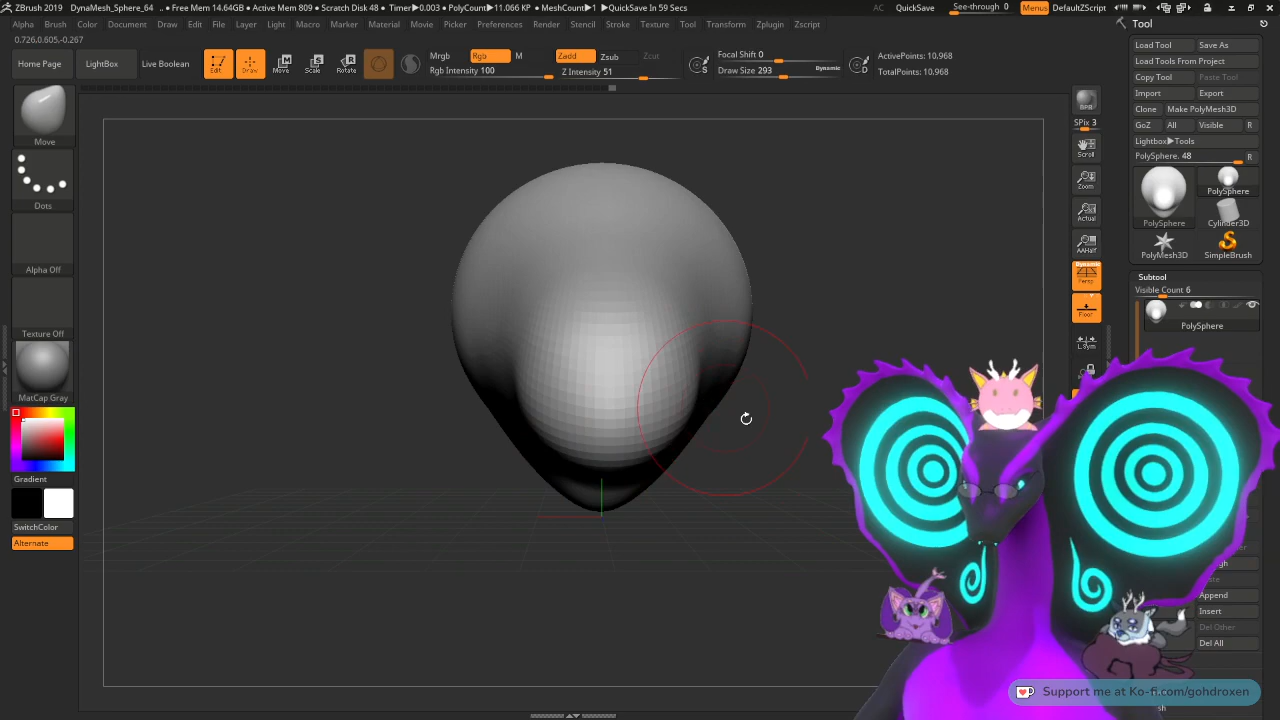 ZBrush 2019 DynaMesh_Sphere_64 .. • Free Mem 14.64GB • Active Mem 809 • Scratch Disk 48 • Timer▶0.003 • PolyCount▶11.066 KP • MeshCount▶1 ▶QuickSave In 59 Secs AC QuickSave See-through 0 Menus DefaultZScript
Alpha Brush Color Document Draw Edit File Layer Light Macro Marker Material Movie Picker Preferences Render Stencil Stroke Texture Tool Transform Zplugin Zscript
Tool
0.726,0.605,-0.267
Home Page LightBox Live Boolean
Edit Draw Move Scale Rotate
Mrgb Rgb M
Rgb Intensity 100
Zadd Zsub Zcut
Z Intensity 51
S
Focal Shift 0
Draw Size 293 Dynamic
D
ActivePoints: 10,968
TotalPoints: 10,968
Load Tool Save As
Load Tools From Project
Copy Tool Paste Tool
Import Export
Clone Make PolyMesh3D
GoZ All Visible R
Lightbox▶Tools
PolySphere. 48 R
PolySphere PolySphere
Cylinder3D
PolyMesh3D SimpleBrush
Subtool
Visible Count 6
PolySphere
Append
Insert
Del Other
Del All
Move
Dots
Alpha Off
Texture Off
MatCap Gray
Gradient
SwitchColor
Alternate
BPR
SPix 3
Scroll
Zoom
Actual
AAHalf
Dynamic
Persp
Floor
L.Sym
Support me at Ko-fi.com/gohdroxen